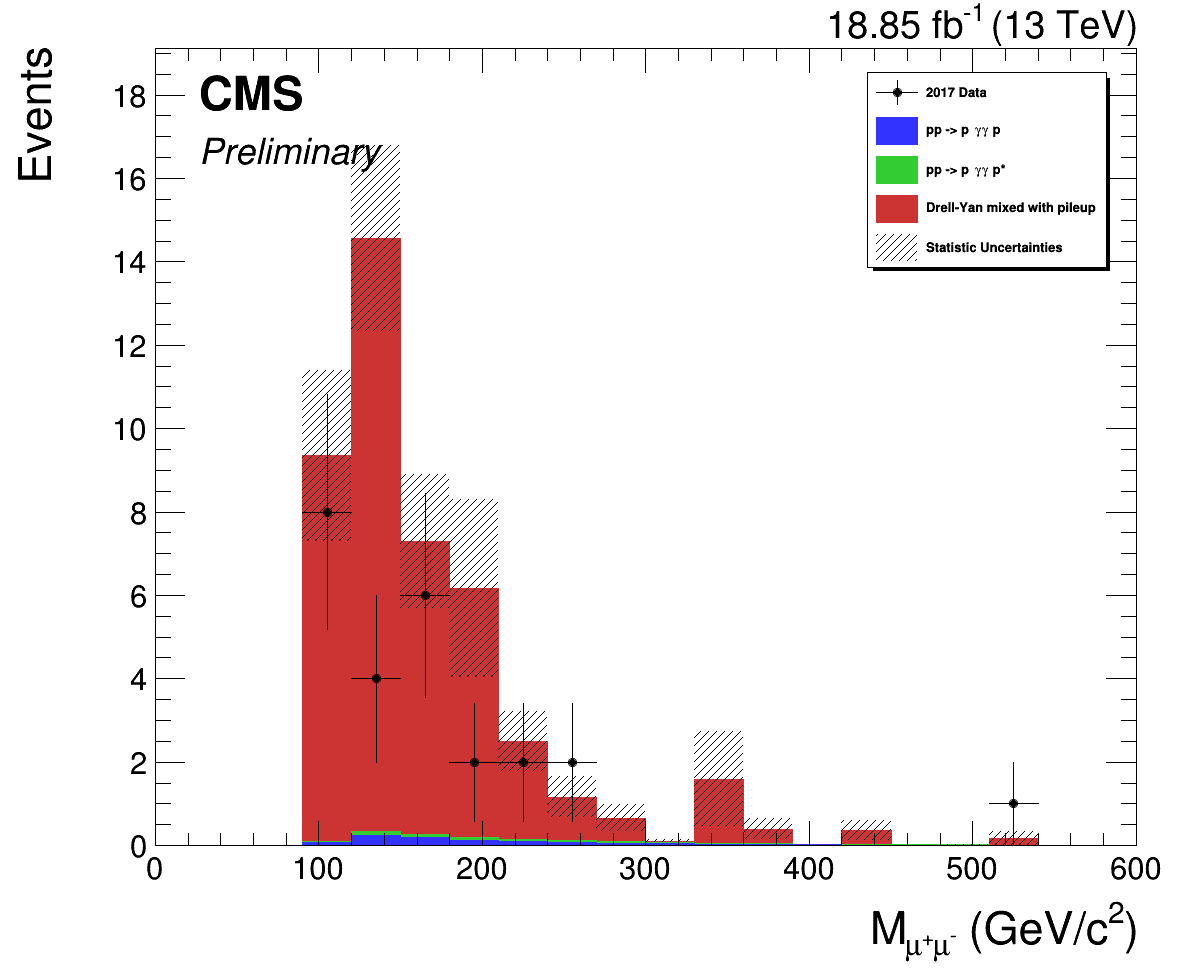 18.85 fb⁻¹ (13 TeV)
Events
CMS
Preliminary
2017 Data
pp -> p γγ p
pp -> p γγ p*
Drell-Yan mixed with pileup
Statistic Uncertainties
18
16
14
12
10
8
6
4
2
0
0 100 200 300 400 500 600
M_μ⁺μ⁻ (GeV/c²)